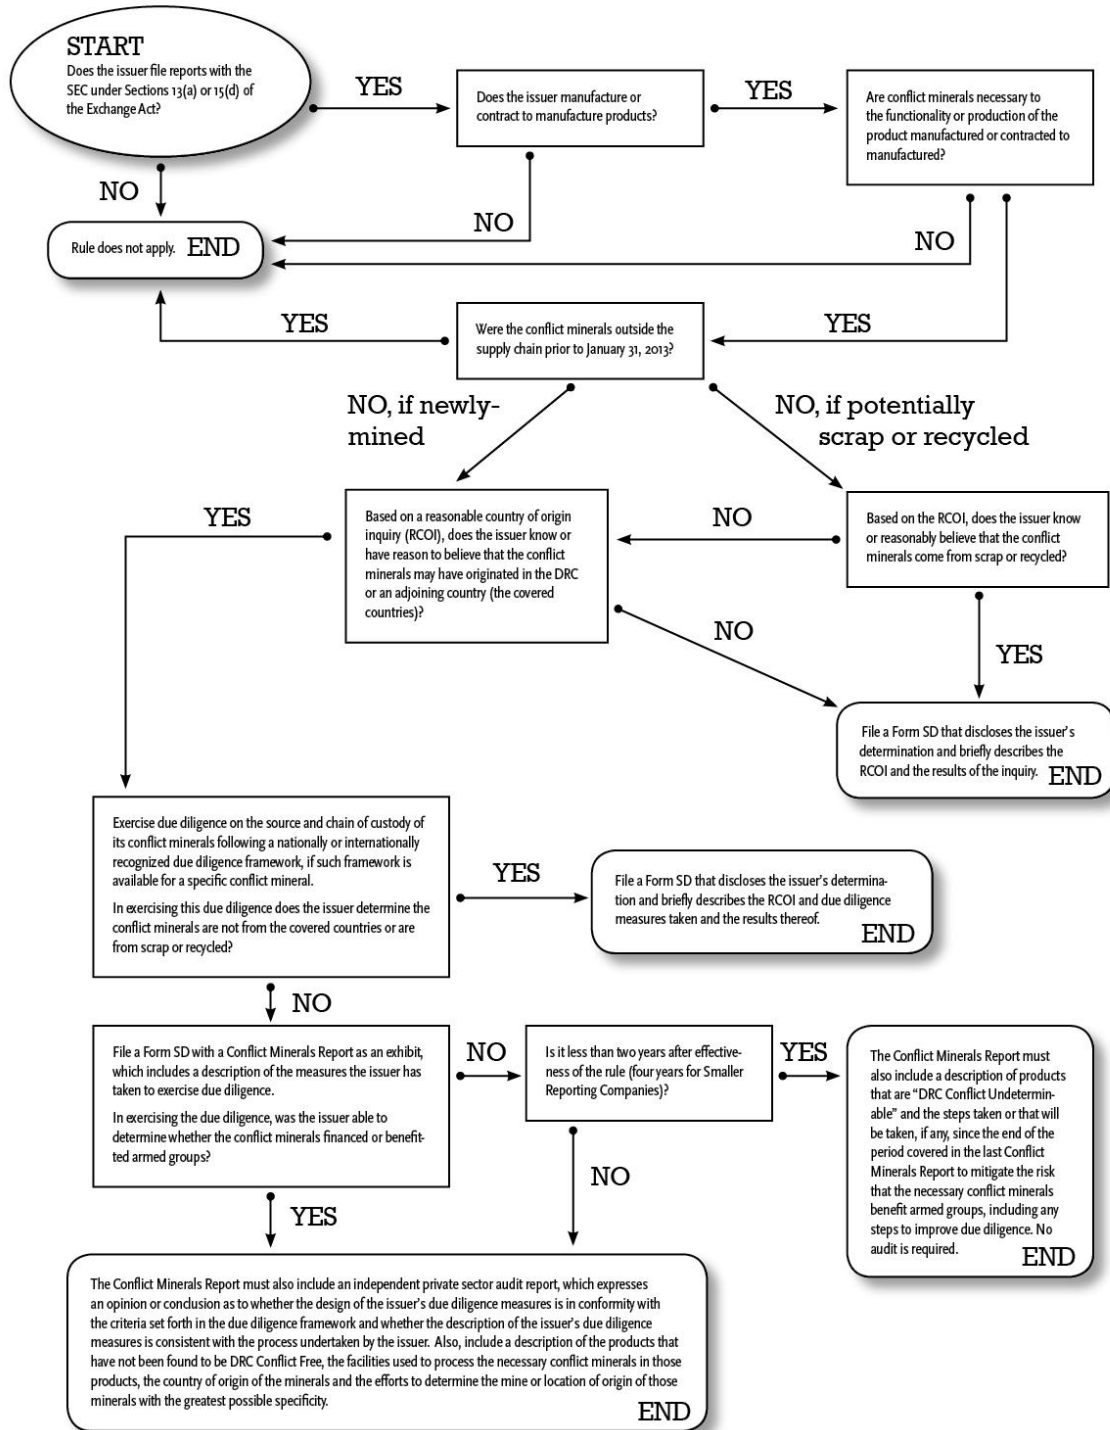 START
Does the issuer file reports with the
SEC under Sections 13(a) or 15(d) of
the Exchange Act?
YES
Does the issuer manufacture or
contract to manufacture products?
YES
Are conflict minerals necessary to
the functionality or production of the
product manufactured or contracted to
manufactured?
NO
NO
NO
Rule does not apply. END
YES
Were the conflict minerals outside the
supply chain prior to January 31, 2013?
YES
NO, if newly-
mined
NO, if potentially
scrap or recycled
YES
Based on a reasonable country of origin
inquiry (RCOI), does the issuer know or
have reason to believe that the conflict
minerals may have originated in the DRC
or an adjoining country (the covered
countries)?
NO
Based on the RCOI, does the issuer know
or reasonably believe that the conflict
minerals come from scrap or recycled?
NO
YES
File a Form SD that discloses the issuer's
determination and briefly describes the
RCOI and the results of the inquiry. END
Exercise due diligence on the source and chain of custody of
its conflict minerals following a nationally or internationally
recognized due diligence framework, if such framework is
available for a specific conflict mineral.
In exercising this due diligence does the issuer determine the
conflict minerals are not from the covered countries or are
from scrap or recycled?
YES
File a Form SD that discloses the issuer's determina-
tion and briefly describes the RCOI and due diligence
measures taken and the results thereof.
END
NO
File a Form SD with a Conflict Minerals Report as an exhibit,
which includes a description of the measures the issuer has
taken to exercise due diligence.
In exercising the due diligence, was the issuer able to
determine whether the conflict minerals financed or benefit-
ted armed groups?
NO
Is it less than two years after effective-
ness of the rule (four years for Smaller
Reporting Companies)?
YES
The Conflict Minerals Report must
also include a description of products
that are "DRC Conflict Undetermin-
able" and the steps taken or that will
be taken, if any, since the end of the
period covered in the last Conflict
Minerals Report to mitigate the risk
that the necessary conflict minerals
benefit armed groups, including any
steps to improve due diligence. No
audit is required.
END
YES
NO
The Conflict Minerals Report must also include an independent private sector audit report, which expresses
an opinion or conclusion as to whether the design of the issuer's due diligence measures is in conformity with
the criteria set forth in the due diligence framework and whether the description of the issuer's due diligence
measures is consistent with the process undertaken by the issuer. Also, include a description of the products that
have not been found to be DRC Conflict Free, the facilities used to process the necessary conflict minerals in those
products, the country of origin of the minerals and the efforts to determine the mine or location of origin of those
minerals with the greatest possible specificity.
END